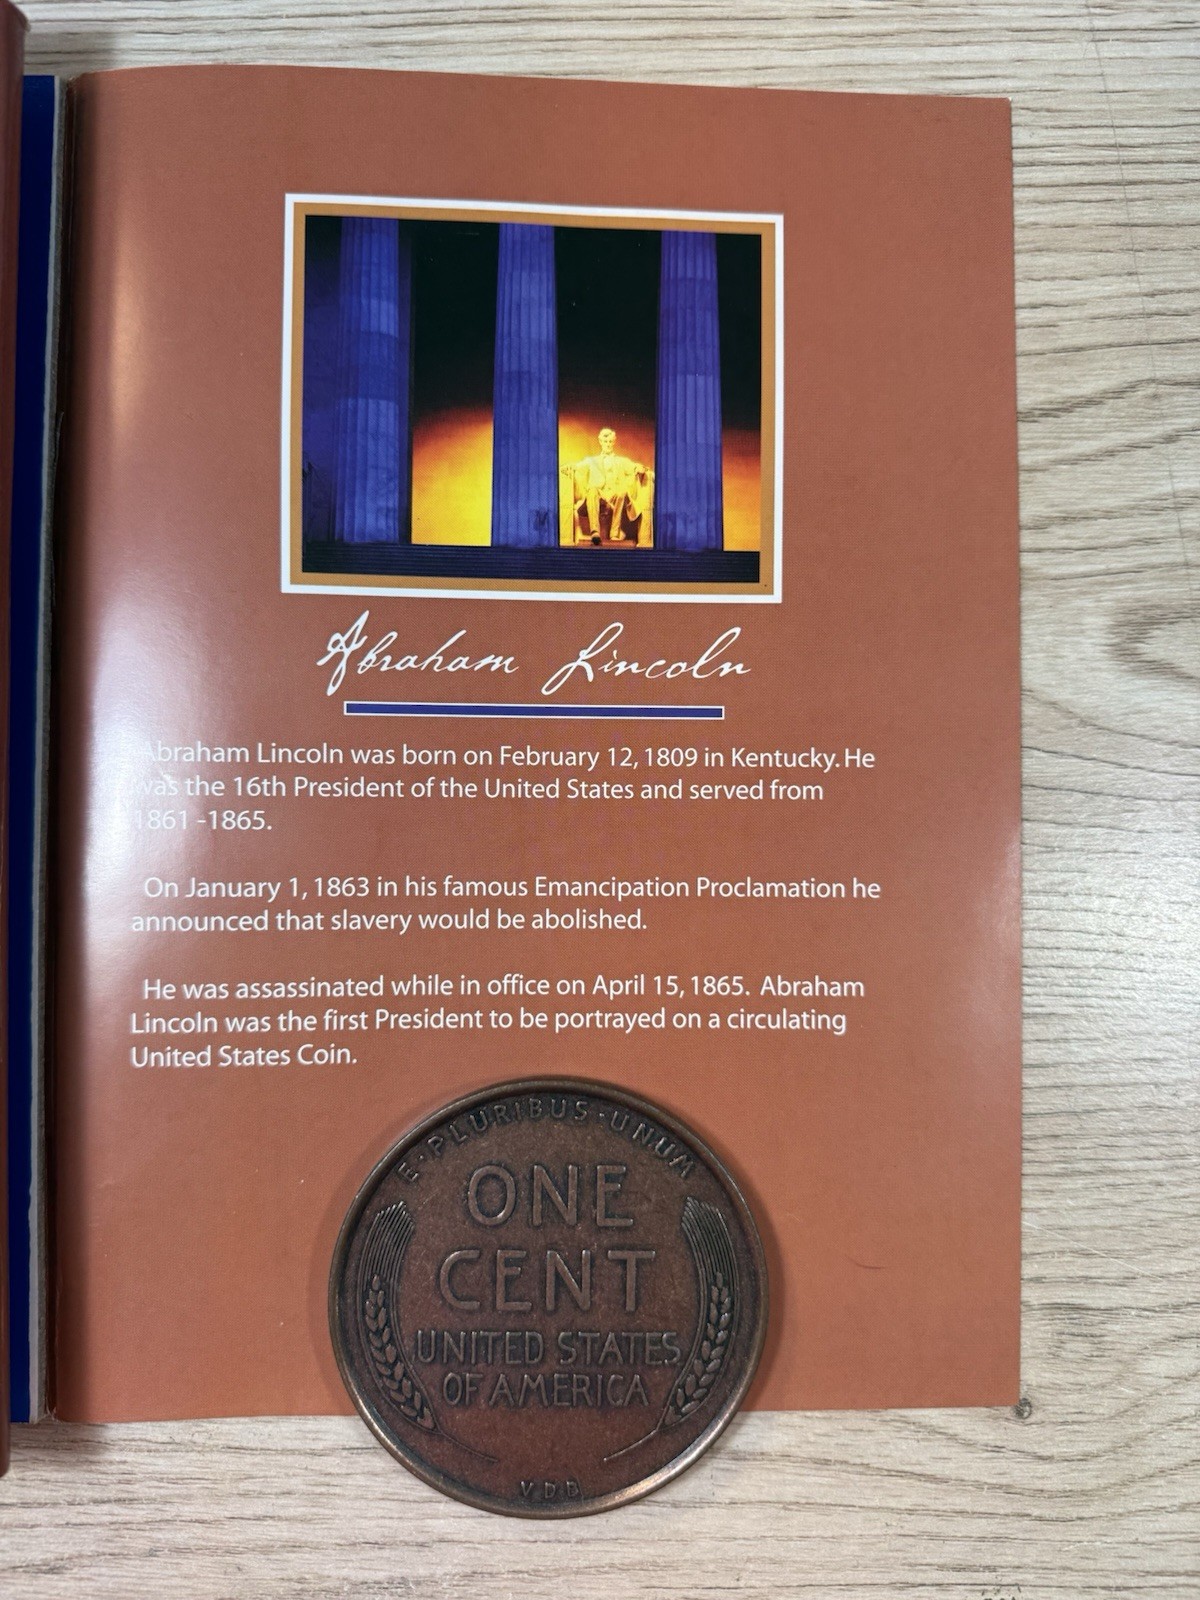 Abraham Lincoln
Abraham Lincoln was born on February 12, 1809 in Kentucky. He
was the 16th President of the United States and served from
1861 -1865.
On January 1, 1863 in his famous Emancipation Proclamation he
announced that slavery would be abolished.
He was assassinated while in office on April 15, 1865. Abraham
Lincoln was the first President to be portrayed on a circulating
United States Coin.
E·PLURIBUS·UNUM
ONE
CENT
UNITED STATES
OF AMERICA
V D B